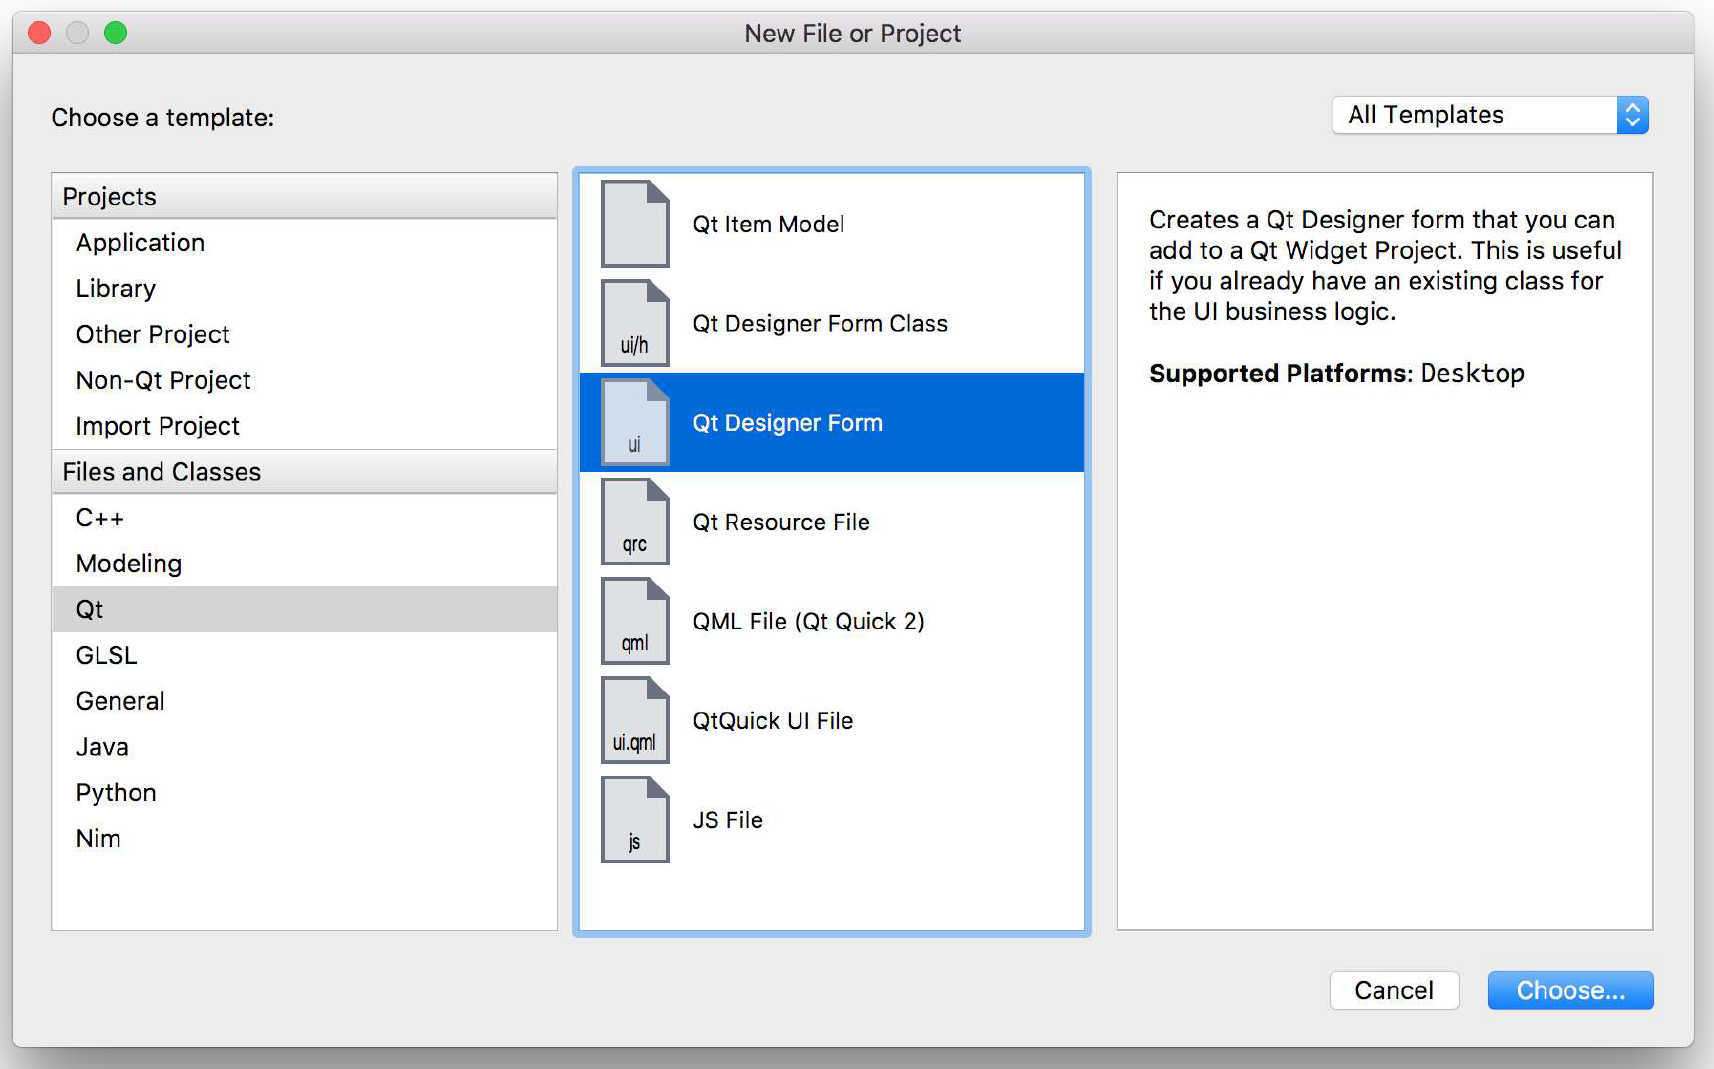 New File or Project
Choose a template:
All Templates
Projects
Application
Library
Other Project
Non-Qt Project
Import Project
Files and Classes
C++
Modeling
Qt
GLSL
General
Java
Python
Nim
Qt Item Model
ui/h
Qt Designer Form Class
ui
Qt Designer Form
qrc
Qt Resource File
qml
QML File (Qt Quick 2)
ui.qml
QtQuick UI File
js
JS File
Creates a Qt Designer form that you can
add to a Qt Widget Project. This is useful
if you already have an existing class for
the UI business logic.
Supported Platforms: Desktop
Cancel
Choose...